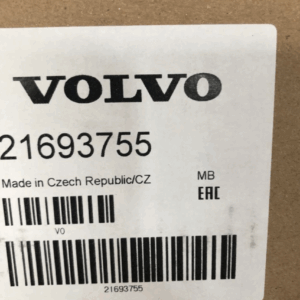 VOLVO
21693755
Made in Czech Republic/CZ
MB
EAC
V0
21693755